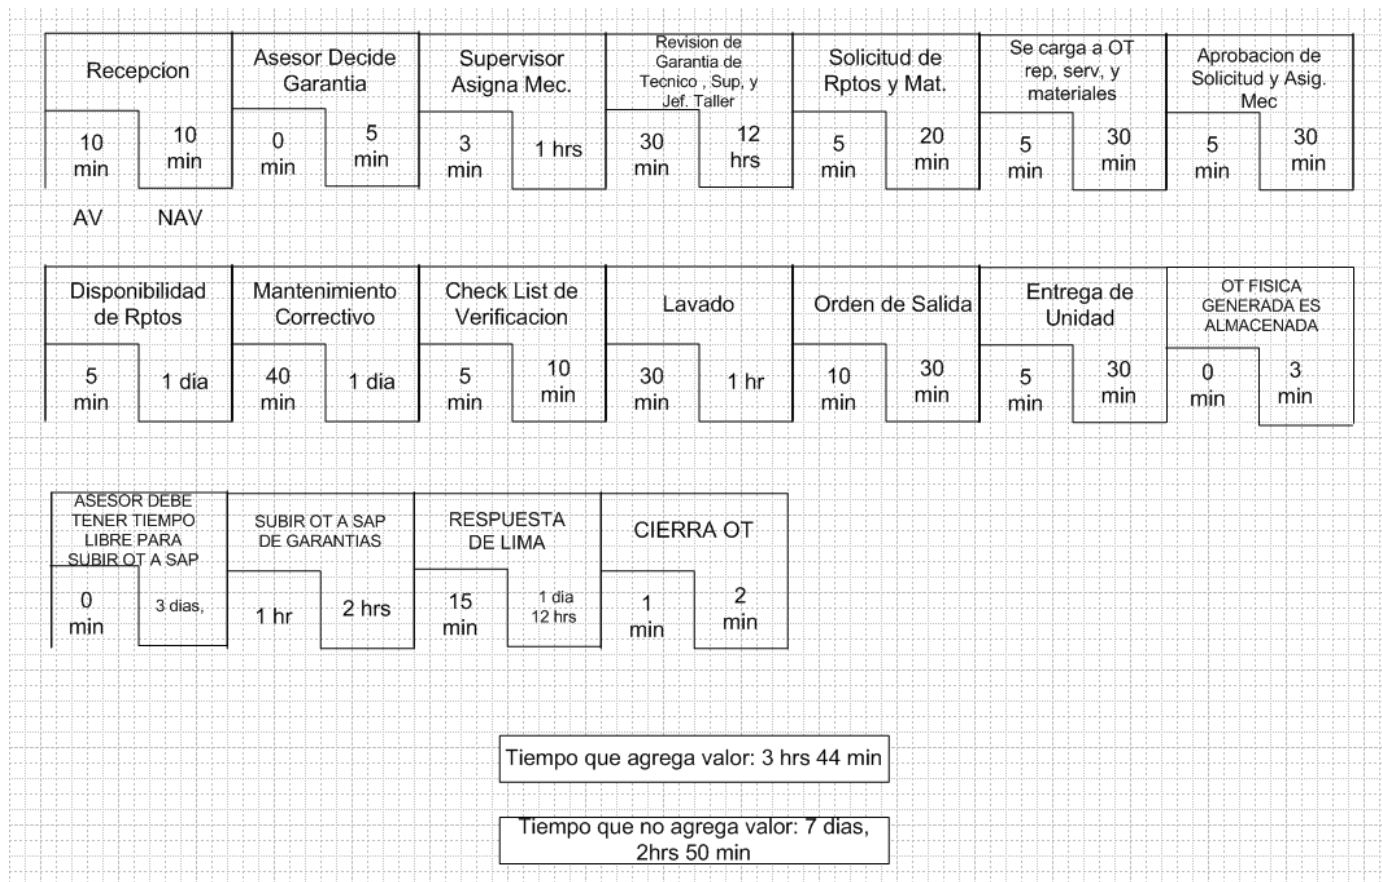 Recepcion
10
min
10
min
Asesor Decide
Garantia
0
min
5
min
Supervisor
Asigna Mec.
3
min
1 hrs
Revision de
Garantia de
Tecnico , Sup, y
Jef. Taller
30
min
12
hrs
Solicitud de
Rptos y Mat.
5
min
20
min
Se carga a OT
rep, serv, y
materiales
5
min
30
min
Aprobacion de
Solicitud y Asig.
Mec
5
min
30
min
AV
NAV
Disponibilidad
de Rptos
5
min
1 dia
Mantenimiento
Correctivo
40
min
1 dia
Check List de
Verificacion
5
min
10
min
Lavado
30
min
1 hr
Orden de Salida
10
min
30
min
Entrega de
Unidad
5
min
30
min
OT FISICA
GENERADA ES
ALMACENADA
0
min
3
min
ASESOR DEBE
TENER TIEMPO
LIBRE PARA
SUBIR OT A SAP
0
min
3 dias,
SUBIR OT A SAP
DE GARANTIAS
1 hr
2 hrs
RESPUESTA
DE LIMA
15
min
1 dia
12 hrs
CIERRA OT
1
min
2
min
Tiempo que agrega valor: 3 hrs 44 min
Tiempo que no agrega valor: 7 dias,
2hrs 50 min